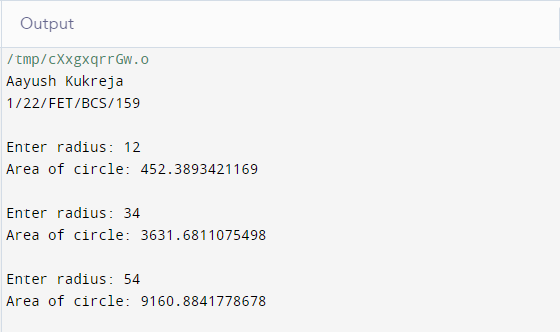 Output
/tmp/cXxgxqrrGw.o
Aayush Kukreja
1/22/FET/BCS/159
Enter radius: 12
Area of circle: 452.3893421169
Enter radius: 34
Area of circle: 3631.6811075498
Enter radius: 54
Area of circle: 9160.8841778678